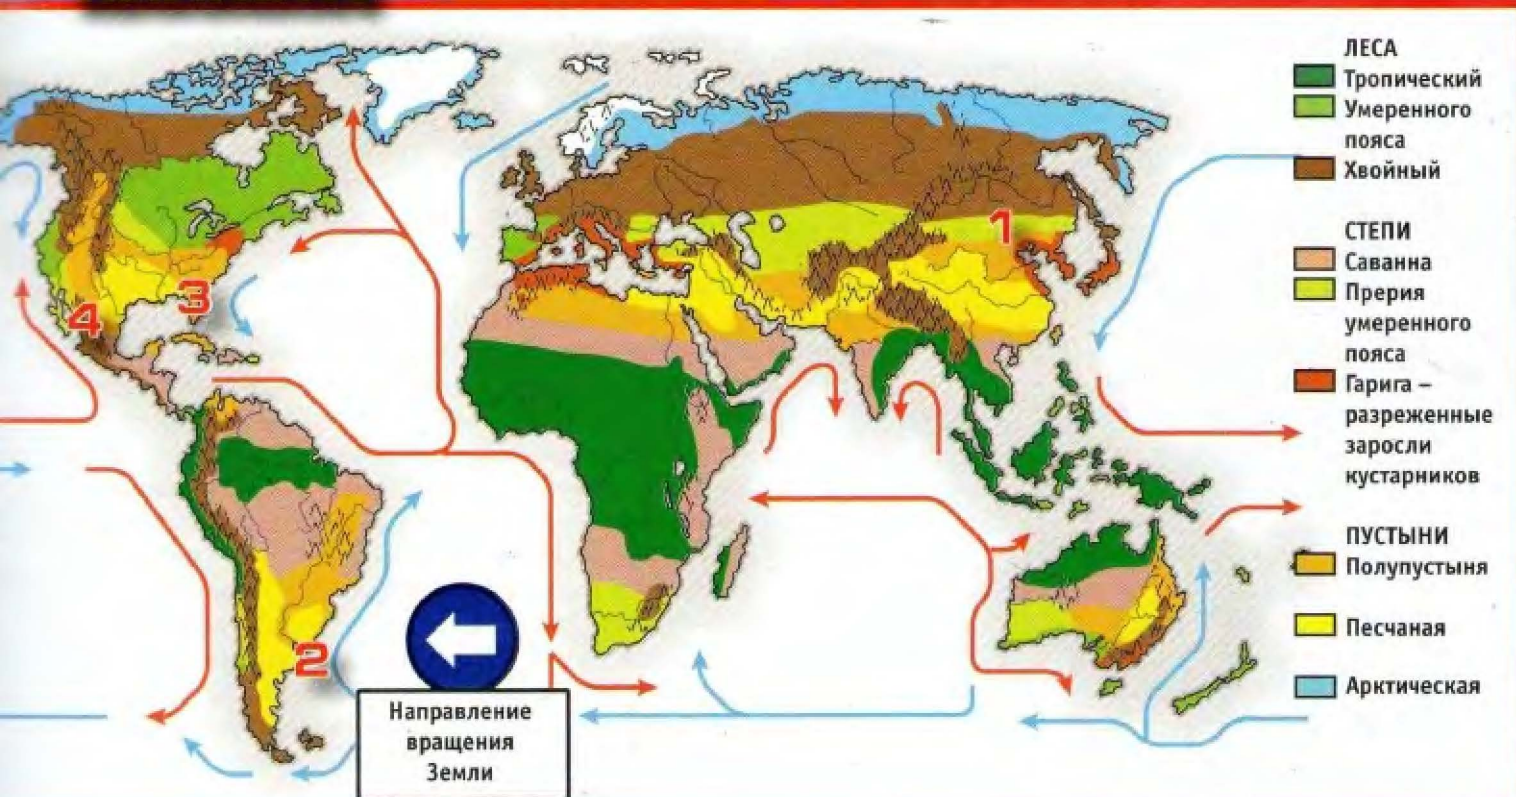 ЛЕСА
Тропический
Умеренного
пояса
Хвойный
СТЕПИ
Саванна
Прерия
умеренного
пояса
Гарига –
разреженные
заросли
кустарников
ПУСТЫНИ
Полупустыня
Песчаная
Арктическая
1
2
3
4
Направление
вращения
Земли